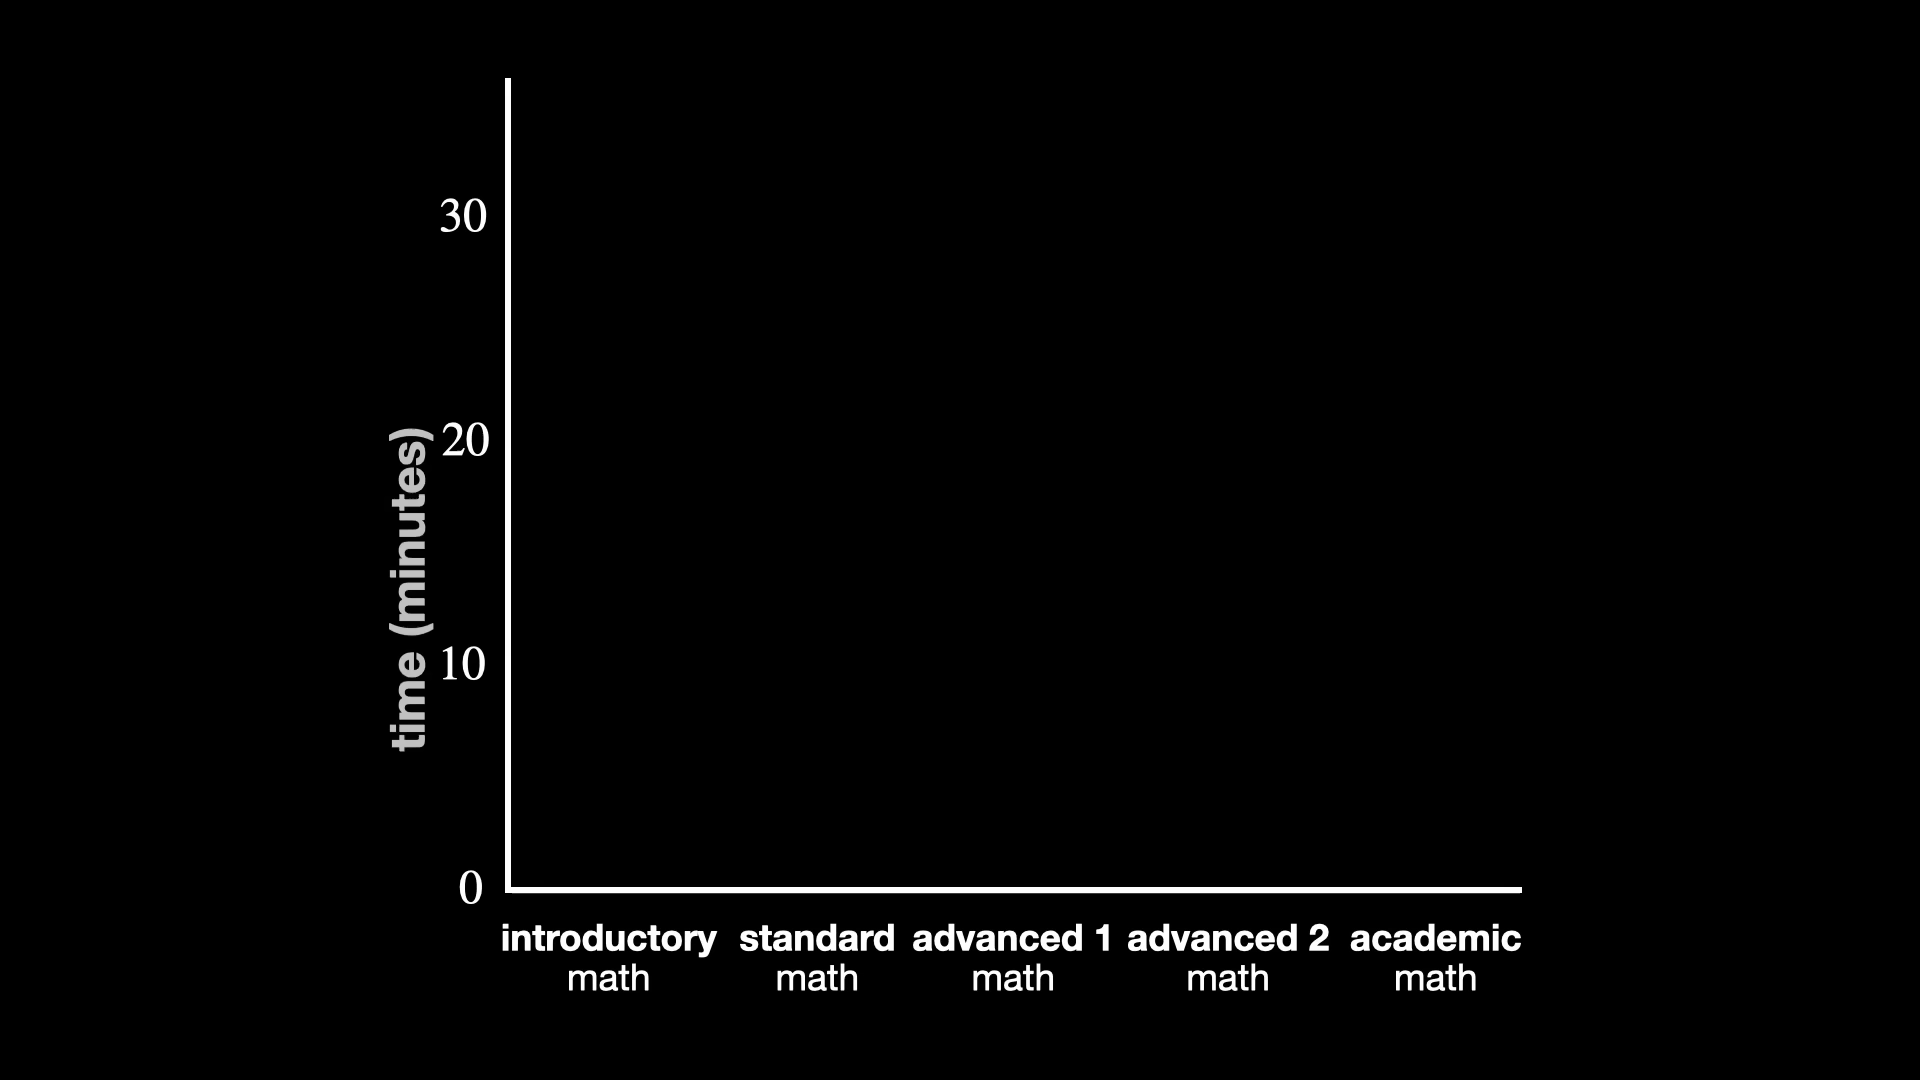 30
20
time (minutes)
10
0
introductory standard advanced 1 advanced 2 academic
math math math math math